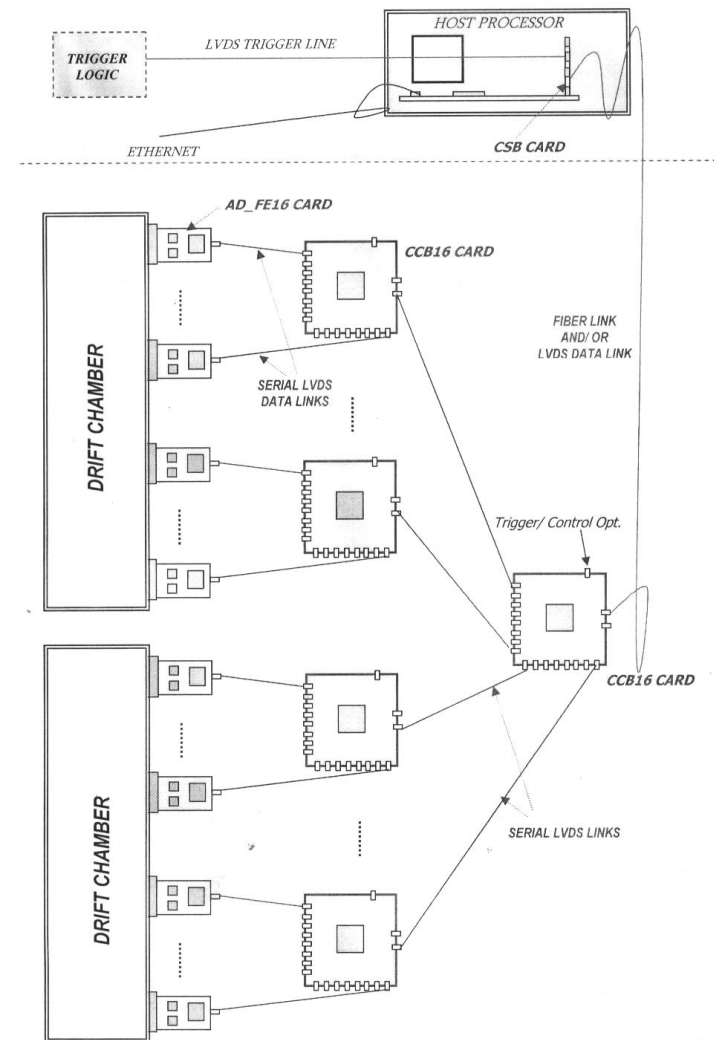 HOST PROCESSOR
LVDS TRIGGER LINE
TRIGGER
LOGIC
CSB CARD
ETHERNET
AD_FE16 CARD
CCB16 CARD
FIBER LINK
AND/ OR
LVDS DATA LINK
SERIAL LVDS
DATA LINKS
DRIFT CHAMBER
Trigger/ Control Opt.
CCB16 CARD
SERIAL LVDS LINKS
DRIFT CHAMBER